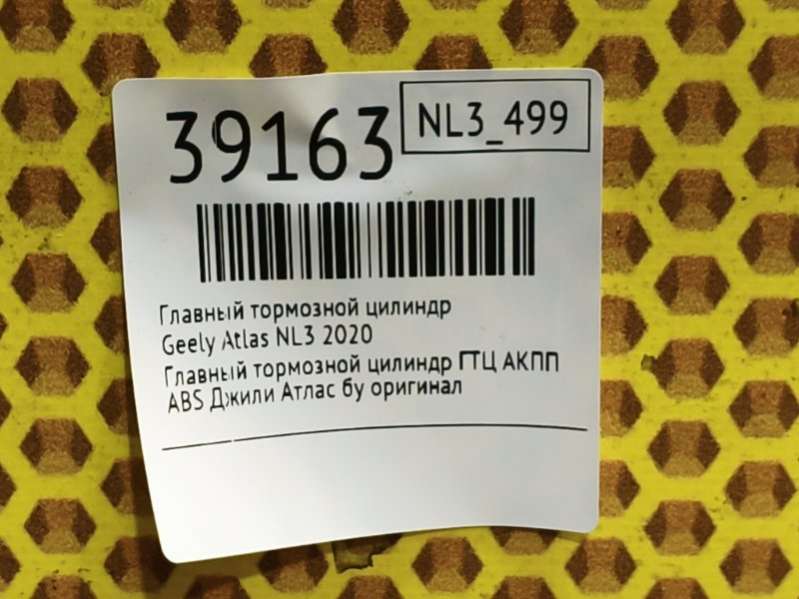 39163
NL3_499
Главный тормозной цилиндр
Geely Atlas NL3 2020
Главный тормозной цилиндр ГТЦ АКПП
ABS Джили Атлас бу оригинал